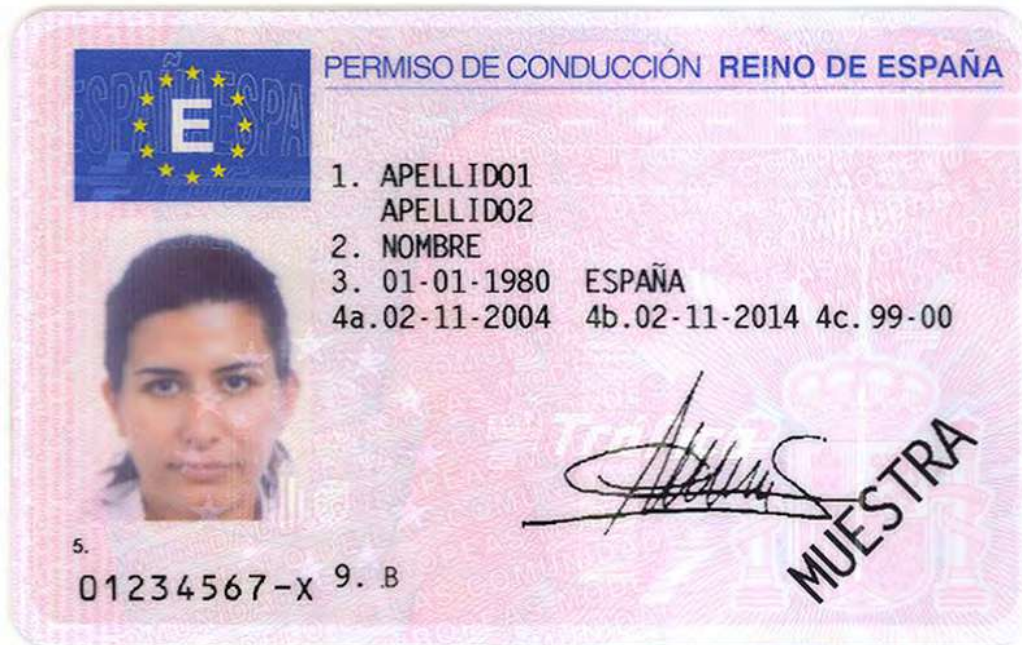 PERMISO DE CONDUCCIÓN REINO DE ESPAÑA
E
1. APELLIDO1
APELLIDO2
2. NOMBRE
3. 01-01-1980 ESPAÑA
4a.02-11-2004 4b.02-11-2014 4c.99-00
Tráfico
MUESTRA
5.
01234567-X 9. B